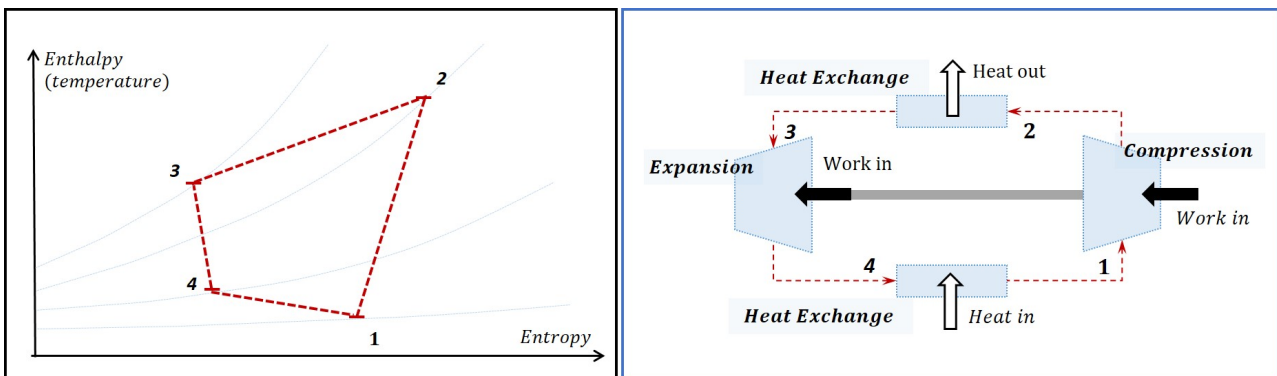 Enthalpy
(temperature)
2
3
4
1
Entropy
Heat Exchange
Heat out
3
2
Expansion
Work in
Compression
Work in
4
1
Heat Exchange
Heat in